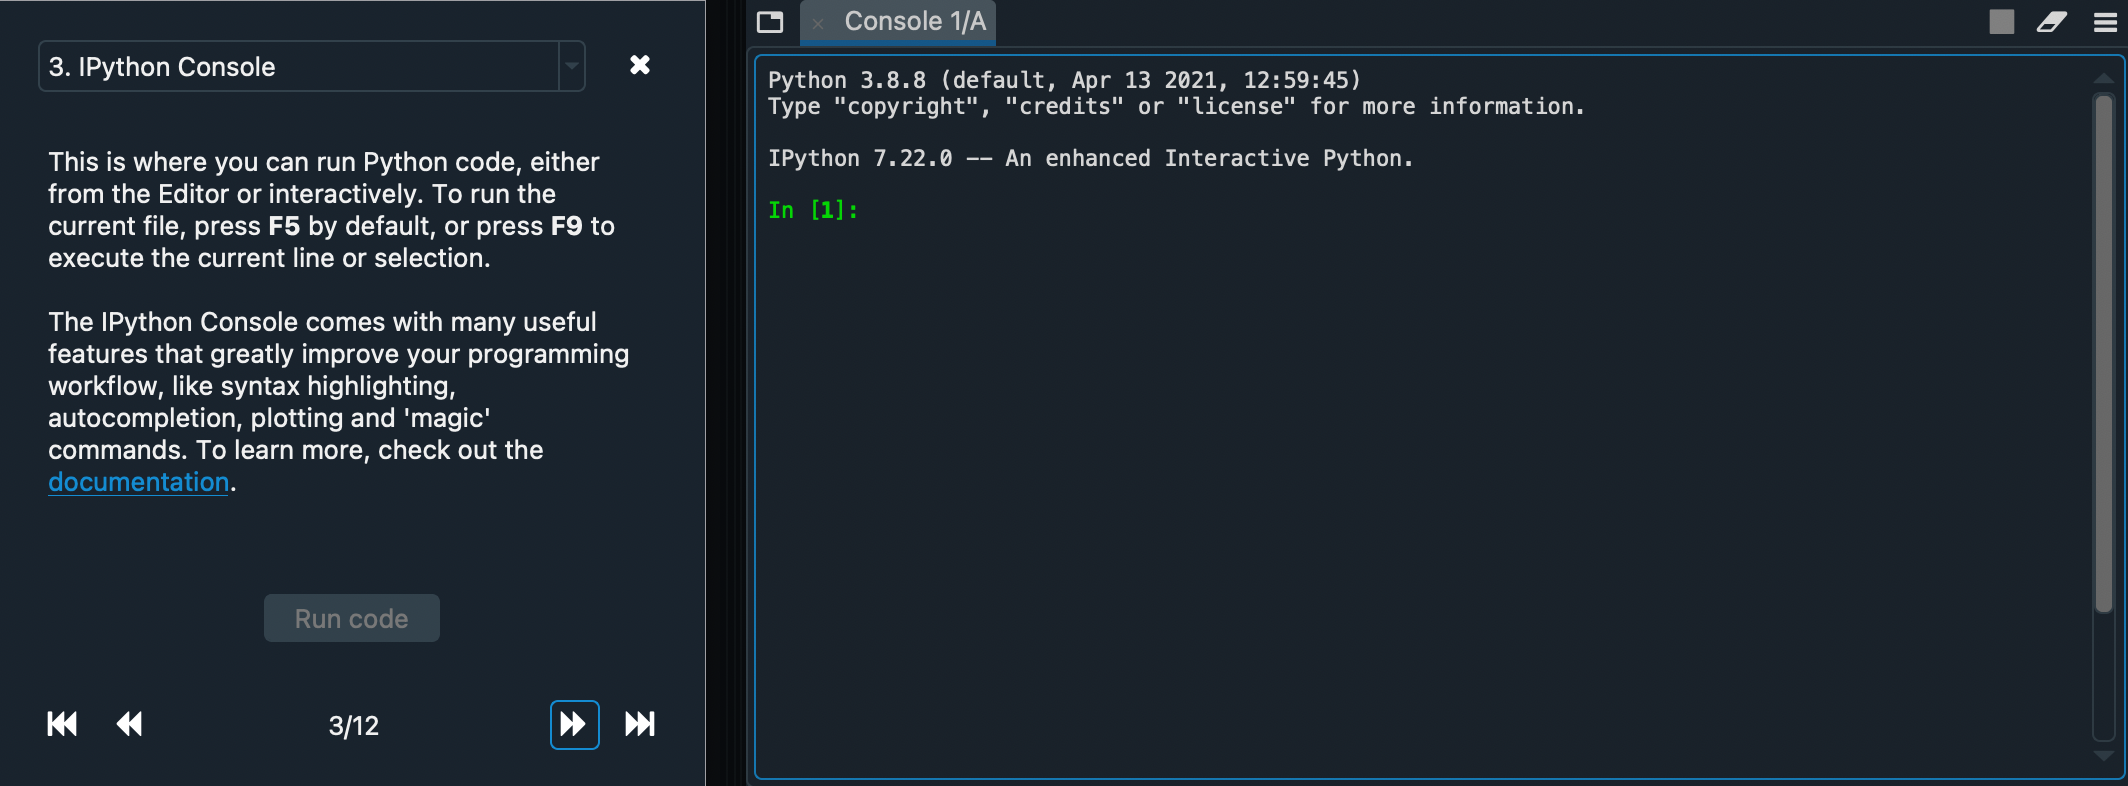 3. IPython Console
This is where you can run Python code, either
from the Editor or interactively. To run the
current file, press F5 by default, or press F9 to
execute the current line or selection.
The IPython Console comes with many useful
features that greatly improve your programming
workflow, like syntax highlighting,
autocompletion, plotting and 'magic'
commands. To learn more, check out the
documentation.
Run code
3/12
Console 1/A
Python 3.8.8 (default, Apr 13 2021, 12:59:45)
Type "copyright", "credits" or "license" for more information.
IPython 7.22.0 -- An enhanced Interactive Python.
In [1]: